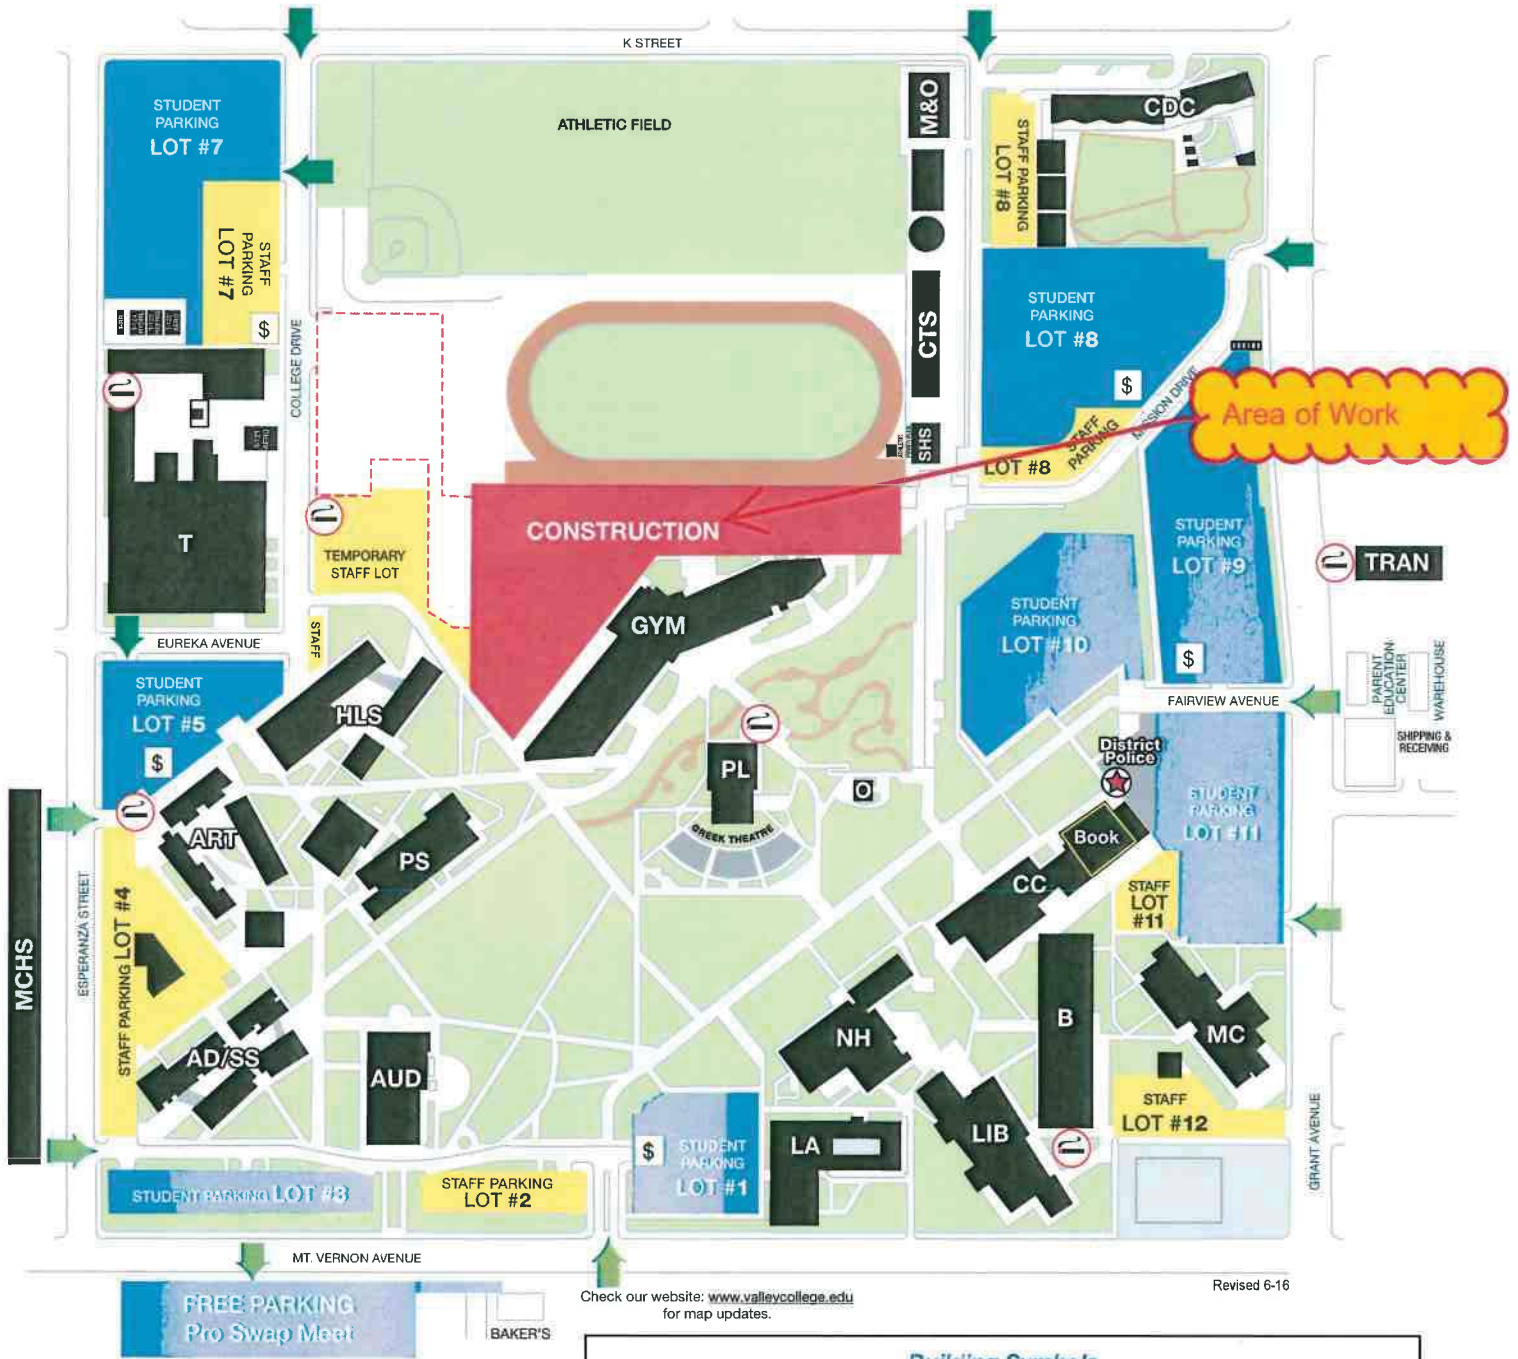 K STREET
STUDENT
PARKING
LOT #7
ATHLETIC FIELD
M&O
STAFF PARKING
LOT #8
CDC
STAFF
PARKING
LOT #7
$
COLLEGE DRIVE
CTS
STUDENT
PARKING
LOT #8
$
MISSION DRIVE
Area of Work
SHS
STAFF
PARKING
LOT #8
T
CONSTRUCTION
TEMPORARY
STAFF LOT
STUDENT
PARKING
LOT #9
$
TRAN
STUDENT
PARKING
LOT #10
GYM
EUREKA AVENUE
STAFF
STUDENT
PARKING
LOT #5
$
HLS
FAIRVIEW AVENUE
PARENT
EDUCATION
CENTER
WAREHOUSE
SHIPPING &
RECEIVING
District
Police
PL
O
GREEK THEATRE
STUDENT
PARKING
LOT #11
ART
PS
Book
CC
STAFF
LOT
#11
MCHS
ESPERANZA STREET
STAFF PARKING LOT #4
B
NH
MC
AD/SS
AUD
STAFF
LOT #12
LIB
LA
$
STUDENT
PARKING
LOT #1
GRANT AVENUE
STUDENT PARKING LOT #3
STAFF PARKING
LOT #2
MT. VERNON AVENUE
Revised 6-16
Check our website: www.valleycollege.edu
for map updates.
FREE PARKING
Pro Swap Meet
BAKER'S